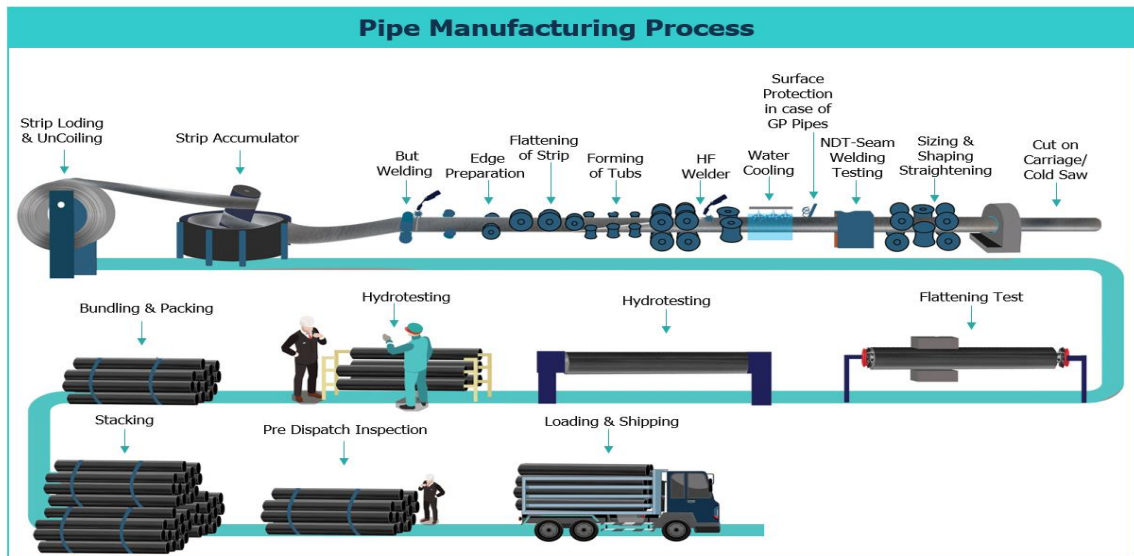 Pipe Manufacturing Process
Strip Loding
& UnCoiling
Strip Accumulator
But
Welding
Edge
Preparation
Flattening
of Strip
Forming
of Tubs
HF
Welder
Water
Cooling
Surface
Protection
in case of
GP Pipes
NDT-Seam
Welding
Testing
Sizing &
Shaping
Straightening
Cut on
Carriage/
Cold Saw
Bundling & Packing
Hydrotesting
Hydrotesting
Flattening Test
Stacking
Pre Dispatch Inspection
Loading & Shipping